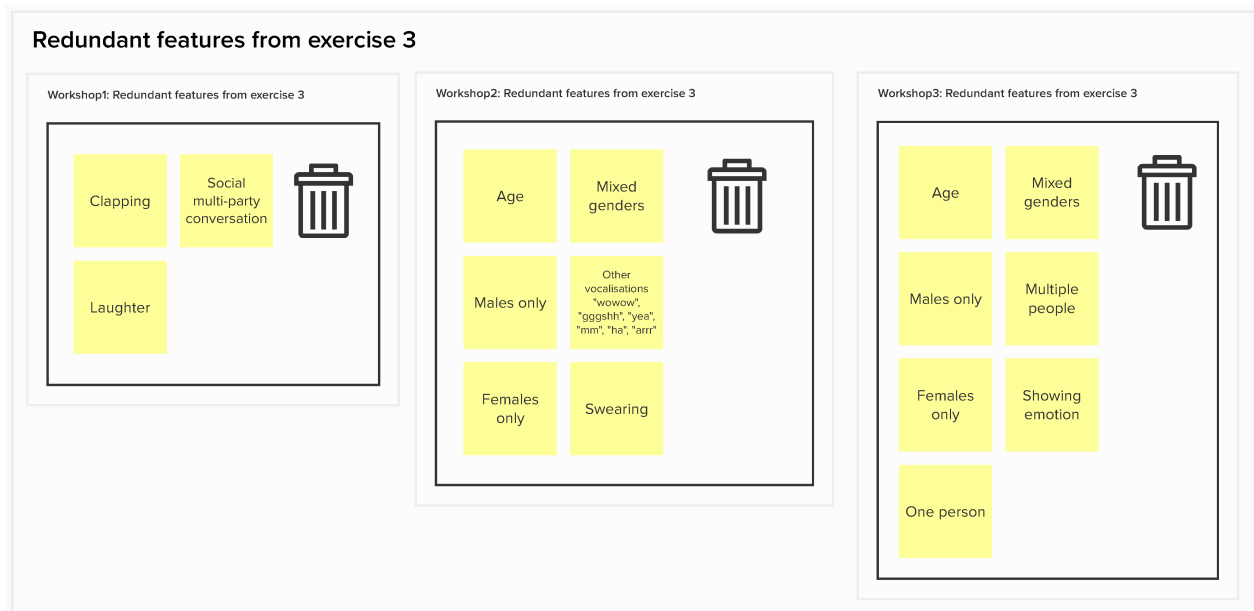 Redundant features from exercise 3
Workshop1: Redundant features from exercise 3
Clapping
Social
multi-party
conversation
Laughter
Workshop2: Redundant features from exercise 3
Age
Mixed
genders
Males only
Other
vocalisations
"wowow",
"gggshh", "yea",
"mm", "ha", "arrr"
Females
only
Swearing
Workshop3: Redundant features from exercise 3
Age
Mixed
genders
Males only
Multiple
people
Females
only
Showing
emotion
One person